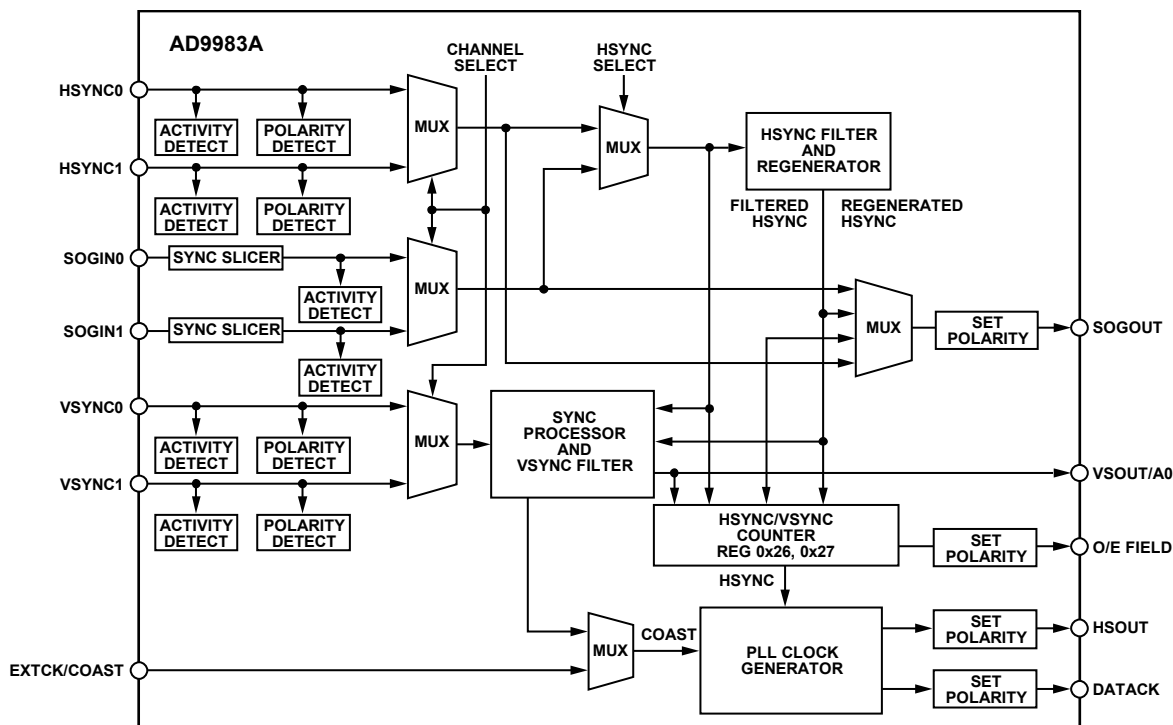 AD9983A
CHANNEL
SELECT
HSYNC
SELECT
HSYNC0
ACTIVITY
DETECT
POLARITY
DETECT
MUX
MUX
HSYNC FILTER
AND
REGENERATOR
HSYNC1
ACTIVITY
DETECT
POLARITY
DETECT
FILTERED
HSYNC
REGENERATED
HSYNC
SOGIN0
SYNC SLICER
ACTIVITY
DETECT
MUX
SOGIN1
SYNC SLICER
ACTIVITY
DETECT
MUX
SET
POLARITY
SOGOUT
VSYNC0
ACTIVITY
DETECT
POLARITY
DETECT
MUX
SYNC
PROCESSOR
AND
VSYNC FILTER
VSYNC1
ACTIVITY
DETECT
POLARITY
DETECT
VSOUT/A0
HSYNC/VSYNC
COUNTER
REG 0x26, 0x27
SET
POLARITY
O/E FIELD
HSYNC
EXTCK/COAST
MUX
COAST
PLL CLOCK
GENERATOR
SET
POLARITY
HSOUT
SET
POLARITY
DATACK